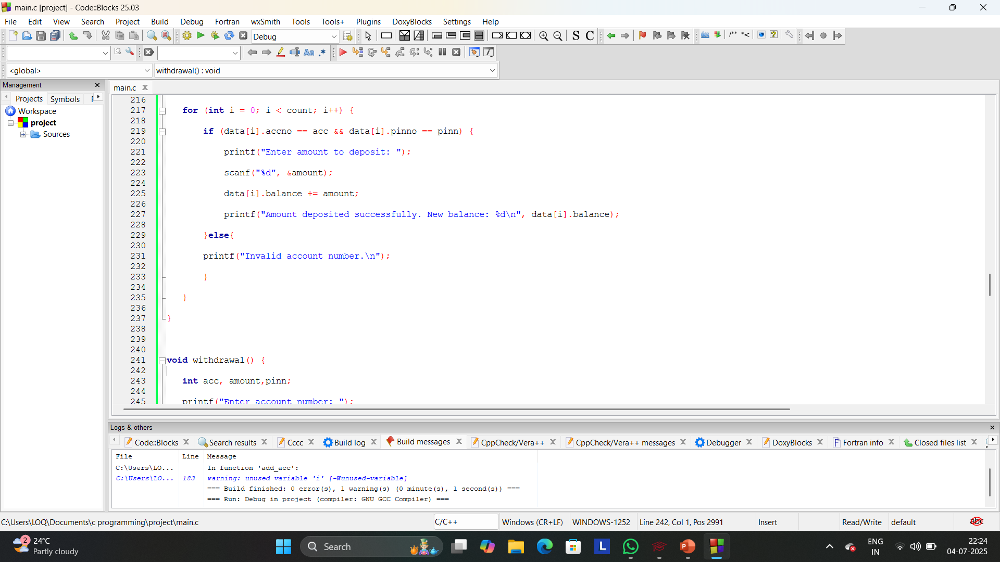 main.c [project] - Code::Blocks 25.03
File Edit View Search Project Build Debug Fortran wxSmith Tools Tools+ Plugins DoxyBlocks Settings Help
Debug
S C /** *<
Aa .*
<global> withdrawal() : void
Management
main.c
Projects Symbols
Workspace
project
Sources
216
217 for (int i = 0; i < count; i++) {
218
219 if (data[i].accno == acc && data[i].pinno == pinn) {
220
221 printf("Enter amount to deposit: ");
222
223 scanf("%d", &amount);
224
225 data[i].balance += amount;
226
227 printf("Amount deposited successfully. New balance: %d\n", data[i].balance);
228
229 }else{
230
231 printf("Invalid account number.\n");
232
233 }
234
235 }
236
237 }
238
239
240
241 void withdrawal() {
242
243 int acc, amount,pinn;
244
245 printf("Enter account number: ");
Logs & others
Code::Blocks Search results Cccc Build log Build messages CppCheck/Vera++ CppCheck/Vera++ messages Debugger DoxyBlocks Fortran info Closed files list
File Line Message
C:\Users\LO... In function 'add_acc':
C:\Users\LO... 183 warning: unused variable 'i' [-Wunused-variable]
=== Build finished: 0 error(s), 1 warning(s) (0 minute(s), 1 second(s)) ===
=== Run: Debug in project (compiler: GNU GCC Compiler) ===
C:\Users\LOQ\Documents\c programming\project\main.c C/C++ Windows (CR+LF) WINDOWS-1252 Line 242, Col 1, Pos 2991 Insert Read/Write default abc
2
24°C
Partly cloudy
Search
L
P
ENG
IN
22:24
04-07-2025